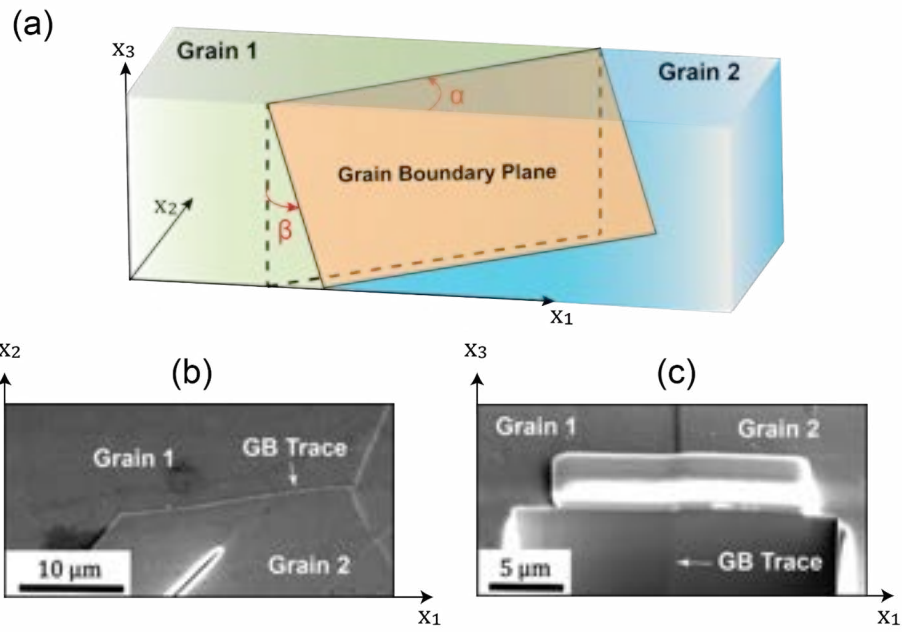 (a)
X₃
Grain 1
Grain 2
α
Grain Boundary Plane
X₂
β
X₁
X₂
(b)
Grain 1
GB Trace
Grain 2
10 μm
X₁
X₃
(c)
Grain 1
Grain 2
GB Trace
5 μm
X₁